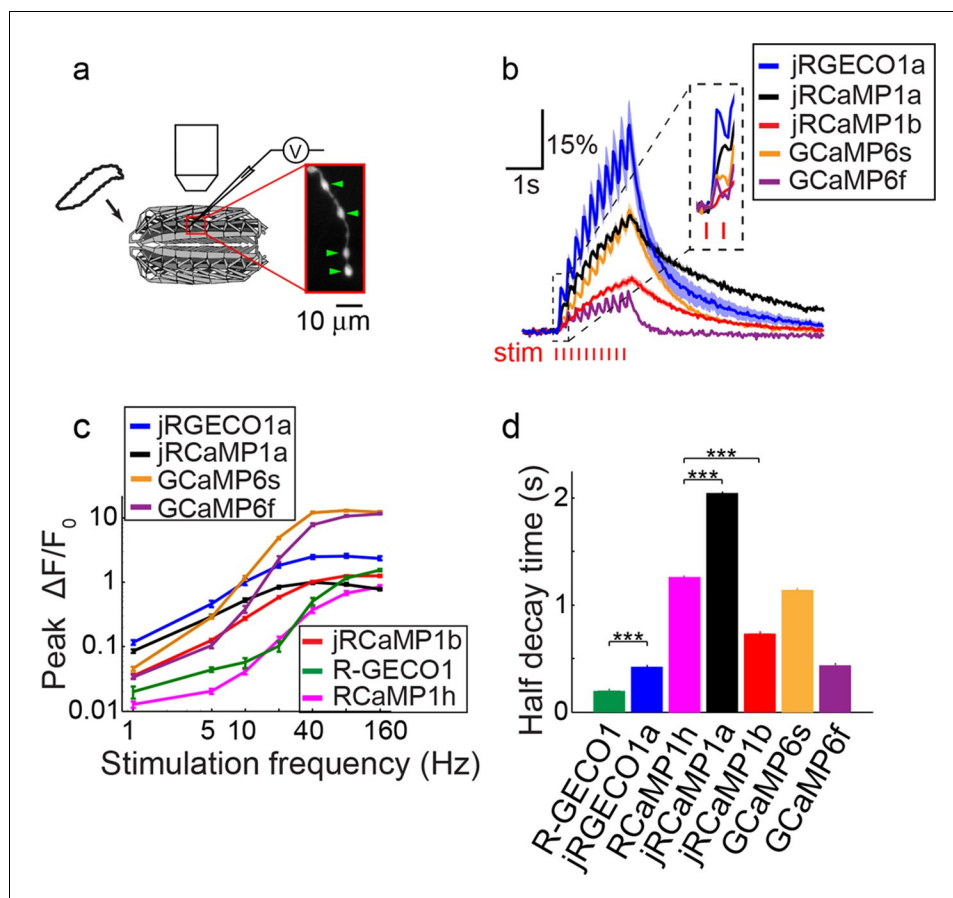 a
V
10 μm
b
jRGECO1a
jRCaMP1a
jRCaMP1b
GCaMP6s
GCaMP6f
15%
1s
stim
c
jRGECO1a
jRCaMP1a
GCaMP6s
GCaMP6f
Peak ΔF/F0
10
1
0.1
0.01
jRCaMP1b
R-GECO1
RCaMP1h
1 5 10 40 160
Stimulation frequency (Hz)
d
Half decay time (s)
***
***
***
2
1
0
R-GECO1
jRGECO1a
RCaMP1h
jRCaMP1a
jRCaMP1b
GCaMP6s
GCaMP6f